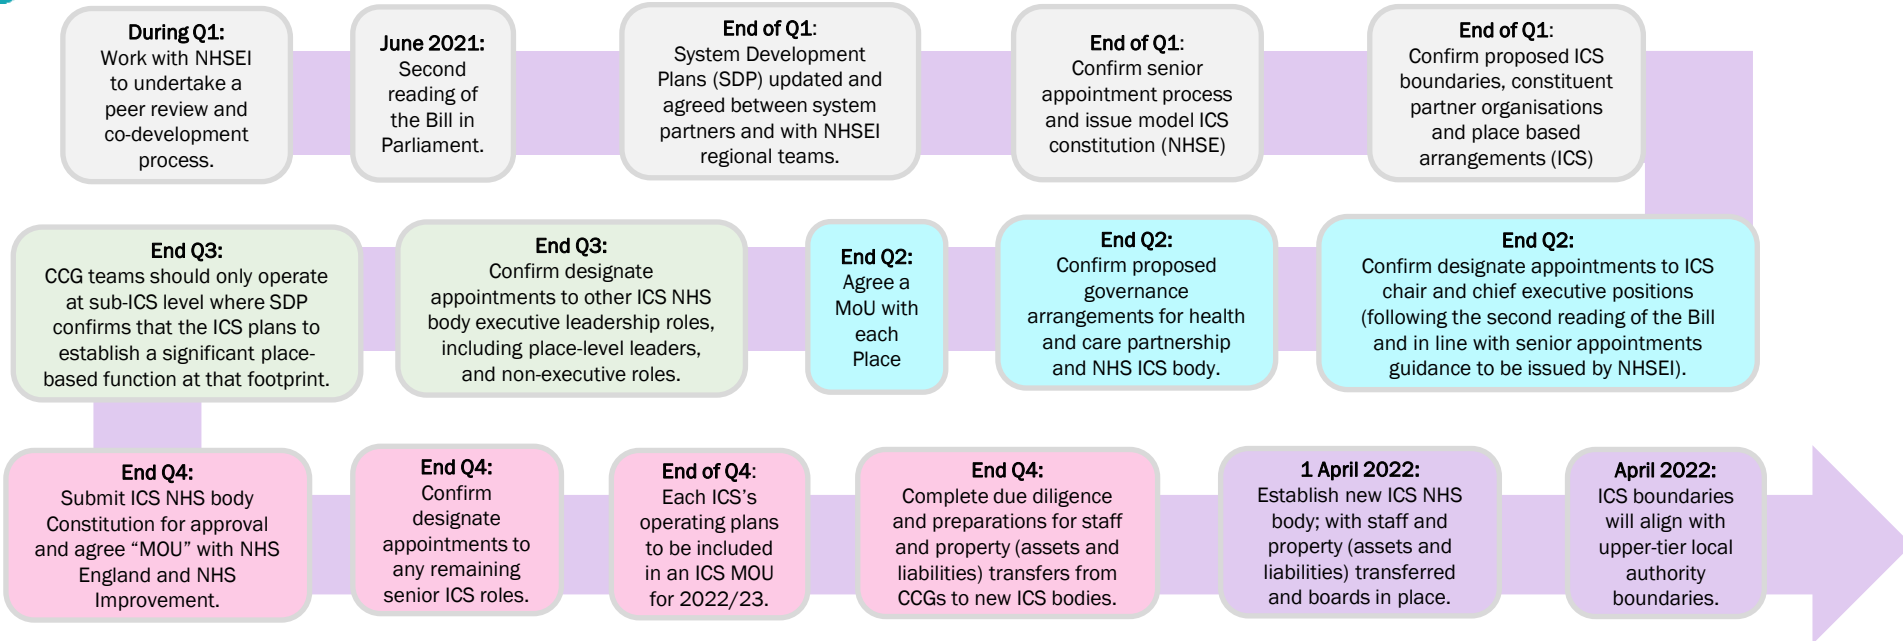 During Q1:
Work with NHSEI
to undertake a
peer review and
co-development
process.
June 2021:
Second
reading of
the Bill in
Parliament.
End of Q1:
System Development
Plans (SDP) updated and
agreed between system
partners and with NHSEI
regional teams.
End of Q1:
Confirm senior
appointment process
and issue model ICS
constitution (NHSE)
End of Q1:
Confirm proposed ICS
boundaries, constituent
partner organisations
and place based
arrangements (ICS)
End Q2:
Confirm designate appointments to ICS
chair and chief executive positions
(following the second reading of the Bill
and in line with senior appointments
guidance to be issued by NHSEI).
End Q2:
Confirm proposed
governance
arrangements for health
and care partnership
and NHS ICS body.
End Q2:
Agree a
MoU with
each
Place
End Q3:
Confirm designate
appointments to other ICS NHS
body executive leadership roles,
including place-level leaders,
and non-executive roles.
End Q3:
CCG teams should only operate
at sub-ICS level where SDP
confirms that the ICS plans to
establish a significant place-
based function at that footprint.
End Q4:
Submit ICS NHS body
Constitution for approval
and agree “MOU” with NHS
England and NHS
Improvement.
End Q4:
Confirm
designate
appointments to
any remaining
senior ICS roles.
End of Q4:
Each ICS’s
operating plans
to be included
in an ICS MOU
for 2022/23.
End Q4:
Complete due diligence
and preparations for staff
and property (assets and
liabilities) transfers from
CCGs to new ICS bodies.
1 April 2022:
Establish new ICS NHS
body; with staff and
property (assets and
liabilities) transferred
and boards in place.
April 2022:
ICS boundaries
will align with
upper-tier local
authority
boundaries.